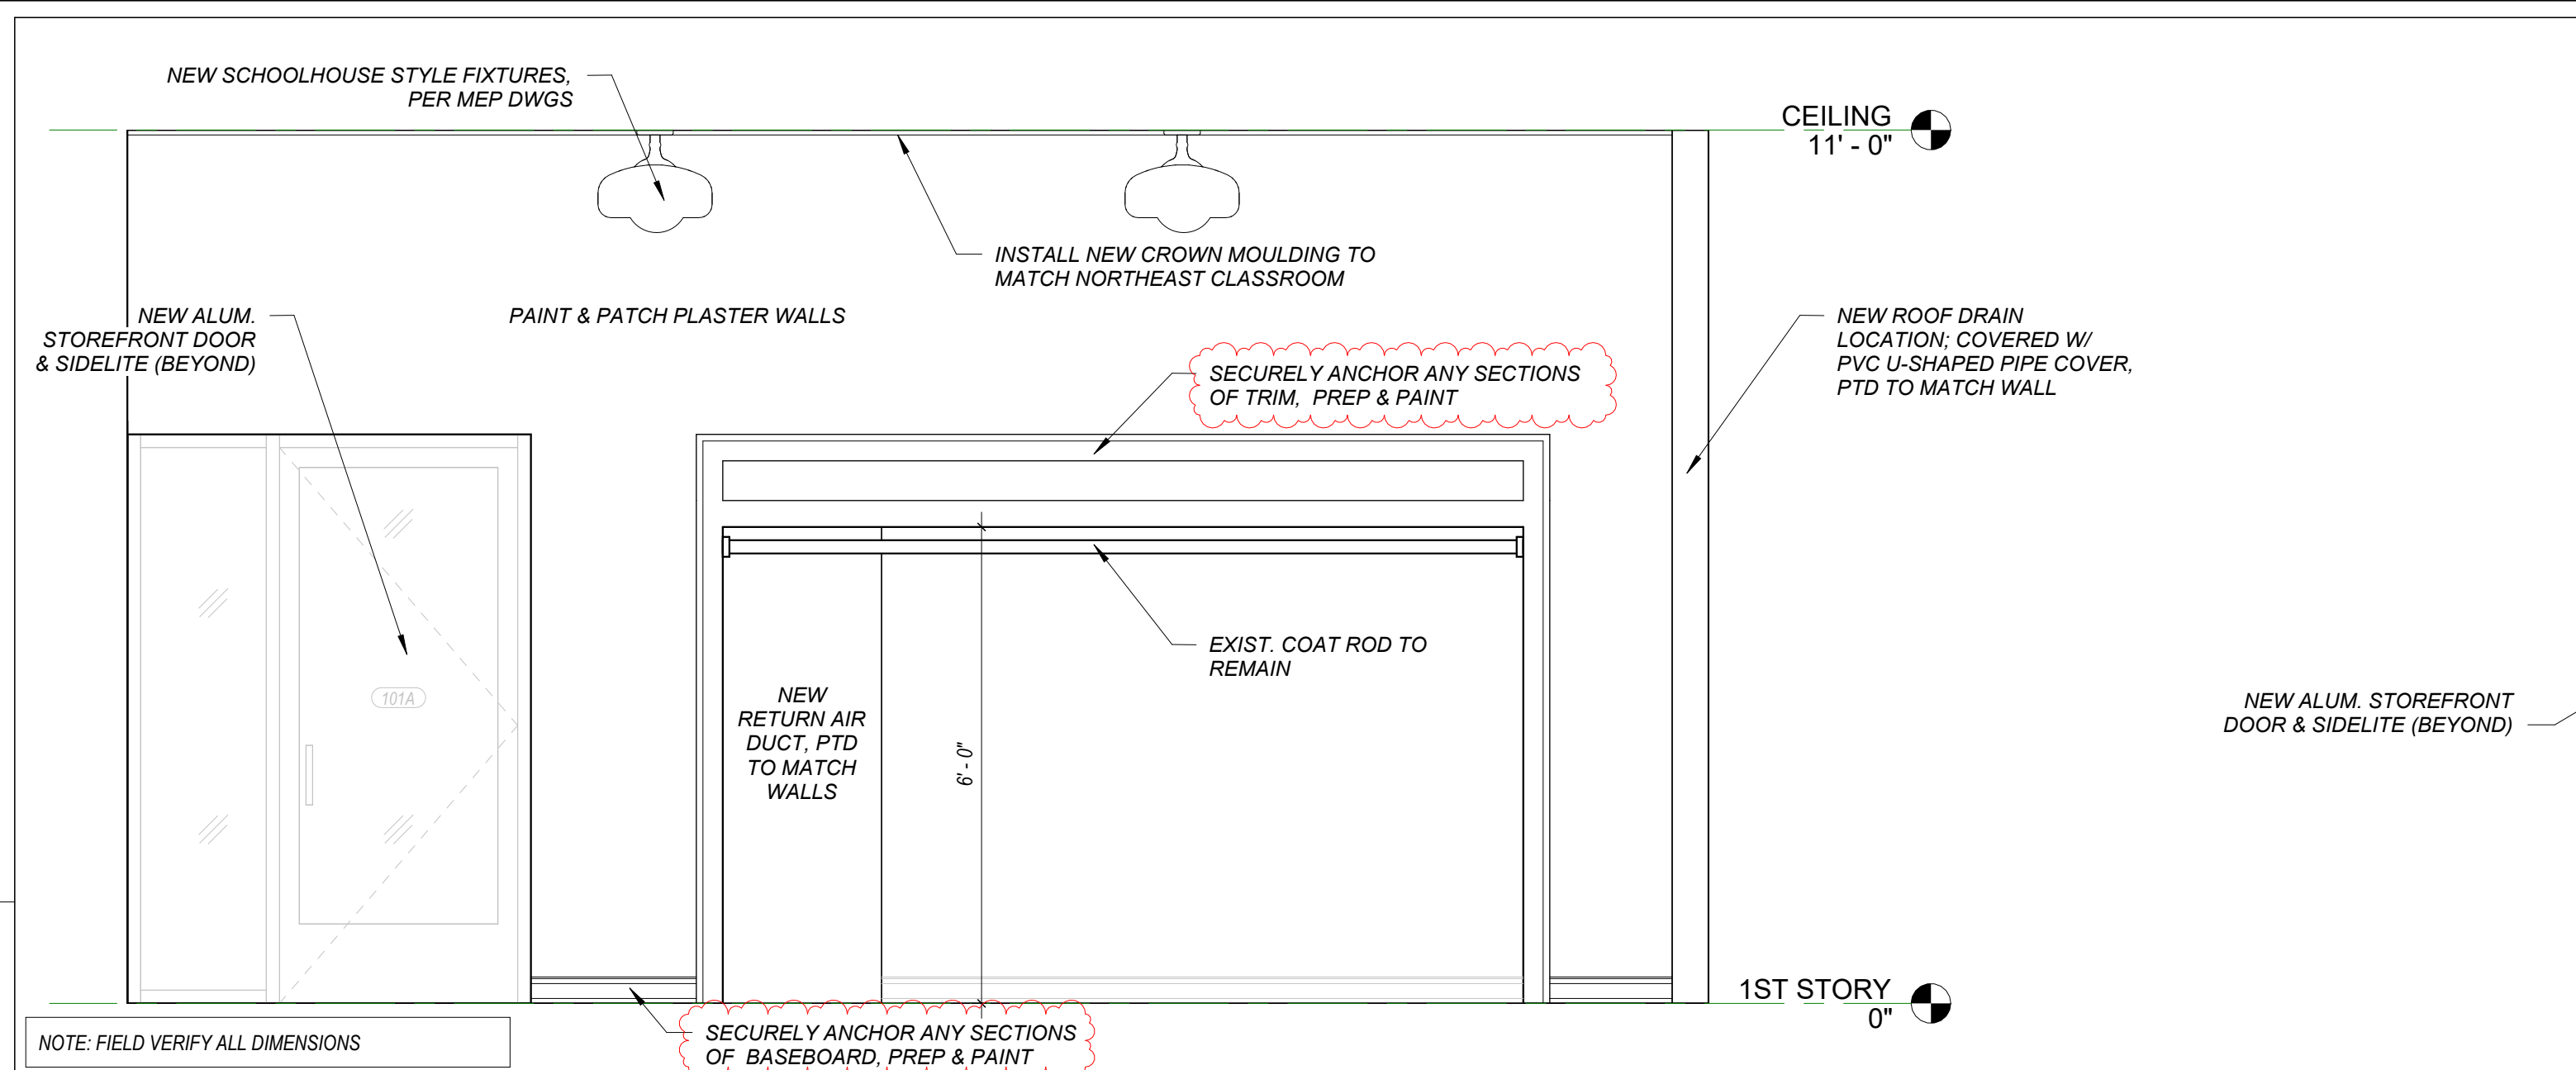 NEW SCHOOLHOUSE STYLE FIXTURES,
PER MEP DWGS
CEILING
11' - 0"
INSTALL NEW CROWN MOULDING TO
MATCH NORTHEAST CLASSROOM
NEW ALUM.
STOREFRONT DOOR
& SIDELITE (BEYOND)
PAINT & PATCH PLASTER WALLS
NEW ROOF DRAIN
LOCATION; COVERED W/
PVC U-SHAPED PIPE COVER,
PTD TO MATCH WALL
SECURELY ANCHOR ANY SECTIONS
OF TRIM, PREP & PAINT
EXIST. COAT ROD TO
REMAIN
101A
NEW
RETURN AIR
DUCT, PTD
TO MATCH
WALLS
6' - 0"
NEW ALUM. STOREFRONT
DOOR & SIDELITE (BEYOND)
1ST STORY
0"
NOTE: FIELD VERIFY ALL DIMENSIONS
SECURELY ANCHOR ANY SECTIONS
OF BASEBOARD, PREP & PAINT